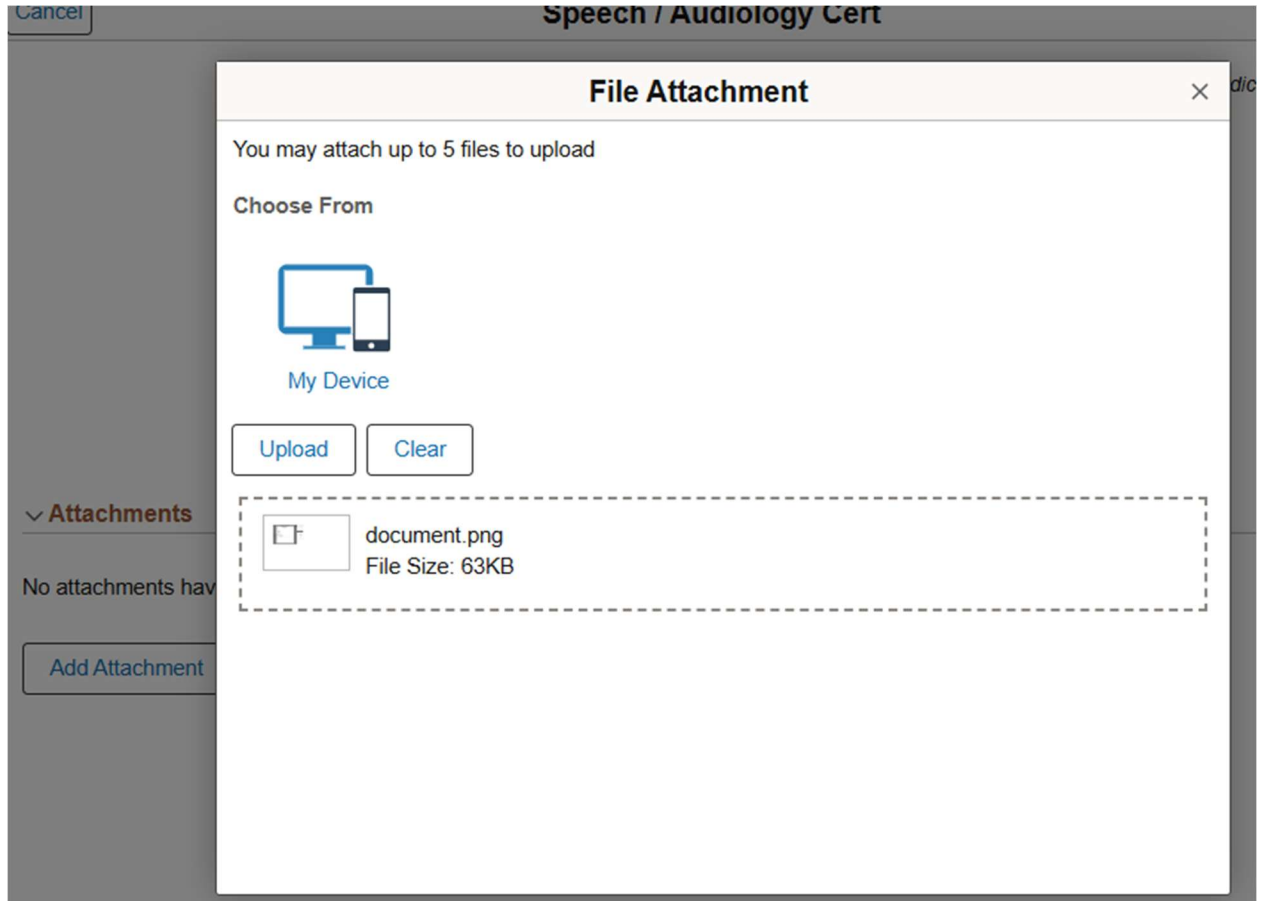 Cancel
Speech / Audiology Cert
File Attachment
×
dic
You may attach up to 5 files to upload
Choose From
My Device
Upload
Clear
Attachments
document.png
File Size: 63KB
No attachments hav
Add Attachment